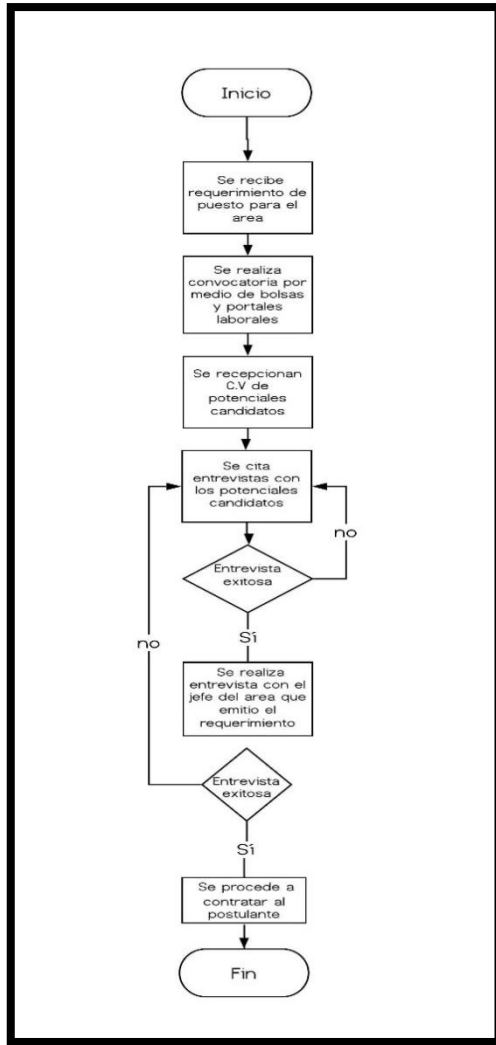 Inicio
Se recibe
requerimiento de
puesto para el
area
Se realiza
convocatoria por
medio de bolsas
y portales
laborales
Se recepcionan
C.V de
potenciales
candidatos
Se cita
entrevistas con
los potenciales
candidatos
no
Entrevista
exitosa
Sí
no
Se realiza
entrevista con el
jefe del area que
emitio el
requerimiento
Entrevista
exitosa
Sí
Se procede a
contratar al
postulante
Fin